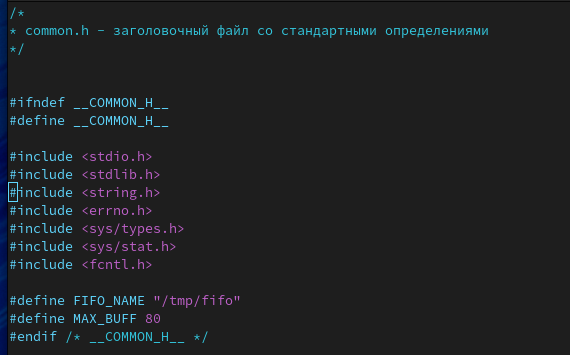 /*
* common.h - заголовочный файл со стандартными определениями
*/
#ifndef __COMMON_H__
#define __COMMON_H__
#include <stdio.h>
#include <stdlib.h>
#include <string.h>
#include <errno.h>
#include <sys/types.h>
#include <sys/stat.h>
#include <fcntl.h>
#define FIFO_NAME "/tmp/fifo"
#define MAX_BUFF 80
#endif /* __COMMON_H__ */